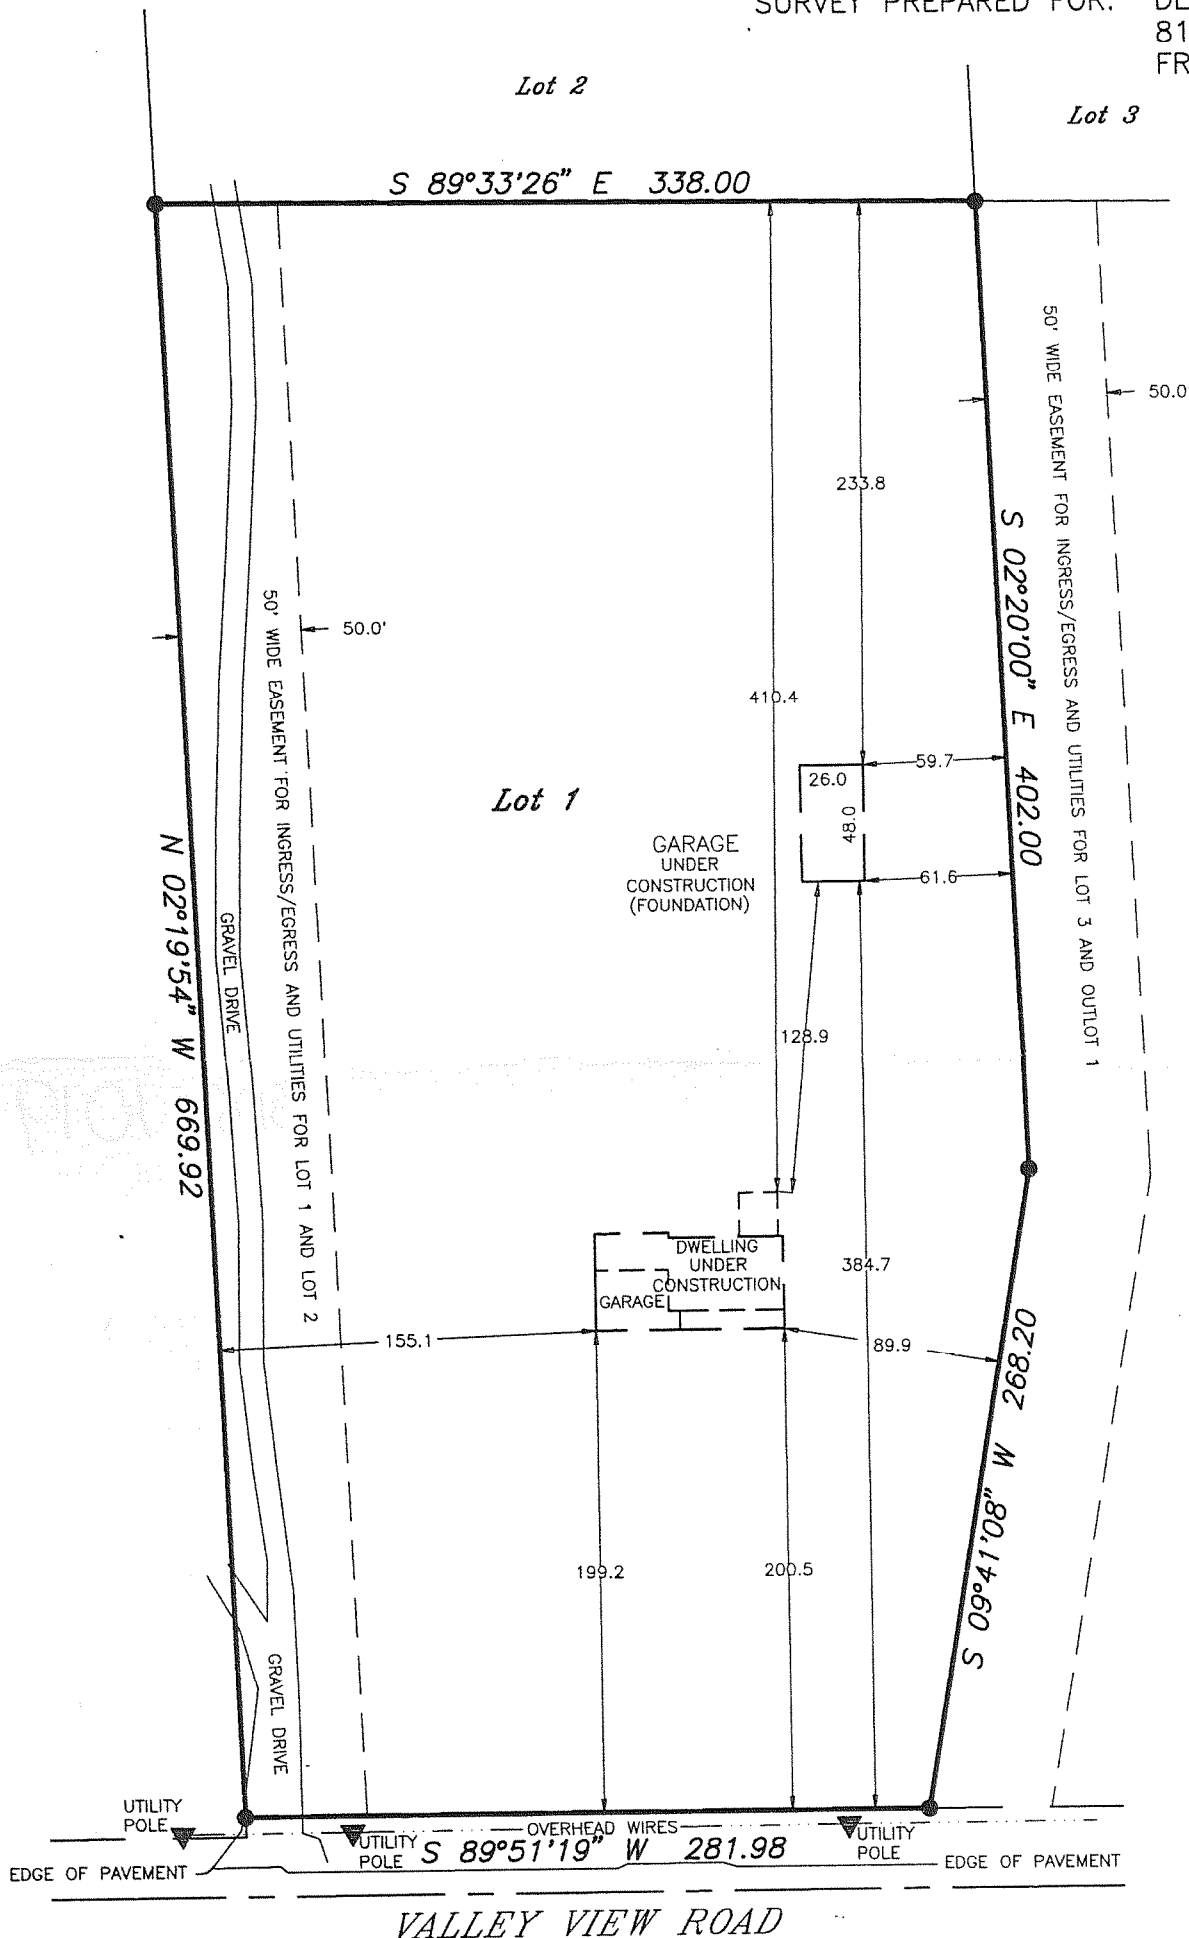 SURVEY PREPARED FOR:
81
FR
Lot 2
Lot 3
S 89°33'26" E 338.00
50' WIDE EASEMENT FOR INGRESS/EGRESS AND UTILITIES FOR LOT 3 AND OUTLOT 1
50.0
233.8
S 02°20'00" E 402.00
50' WIDE EASEMENT FOR INGRESS/EGRESS AND UTILITIES FOR LOT 1 AND LOT 2
50.0'
410.4
59.7
26.0
48.0
Lot 1
GARAGE
UNDER
CONSTRUCTION
(FOUNDATION)
61.6
N 02°19'54" W 669.92
GRAVEL DRIVE
128.9
DWELLING
UNDER
CONSTRUCTION
GARAGE
384.7
155.1
89.9
S 09°41'08" W 268.20
199.2
200.5
GRAVEL DRIVE
UTILITY
POLE
OVERHEAD WIRES
UTILITY
POLE
S 89°51'19" W 281.98
UTILITY
POLE
EDGE OF PAVEMENT
EDGE OF PAVEMENT
VALLEY VIEW ROAD